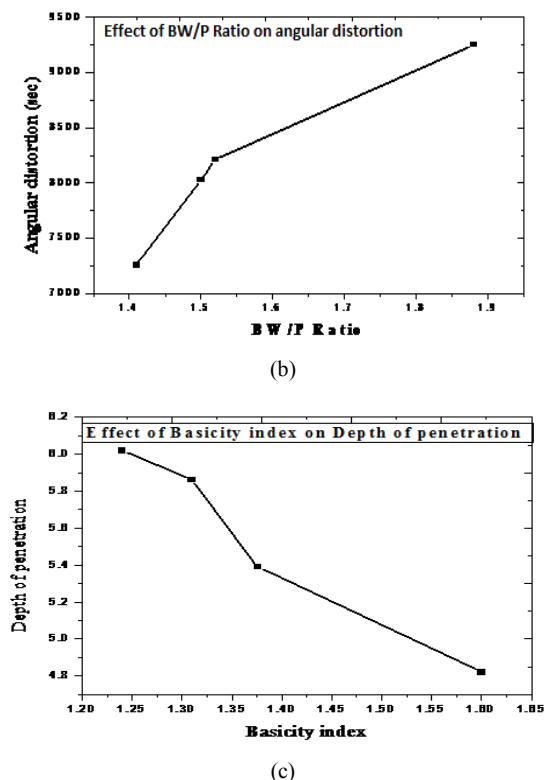 Effect of BW/P Ratio on angular distortion
9500
9000
8500
8000
7500
7000
Angular distortion (sec)
1.4 1.5 1.6 1.7 1.8 1.9
BW/P Ratio
(b)
Effect of Basicity index on Depth of penetration
6.2
6.0
5.8
5.6
5.4
5.2
5.0
4.8
Depth of penetration
1.20 1.25 1.30 1.35 1.40 1.45 1.50 1.55 1.60 1.65
Basicity index
(c)